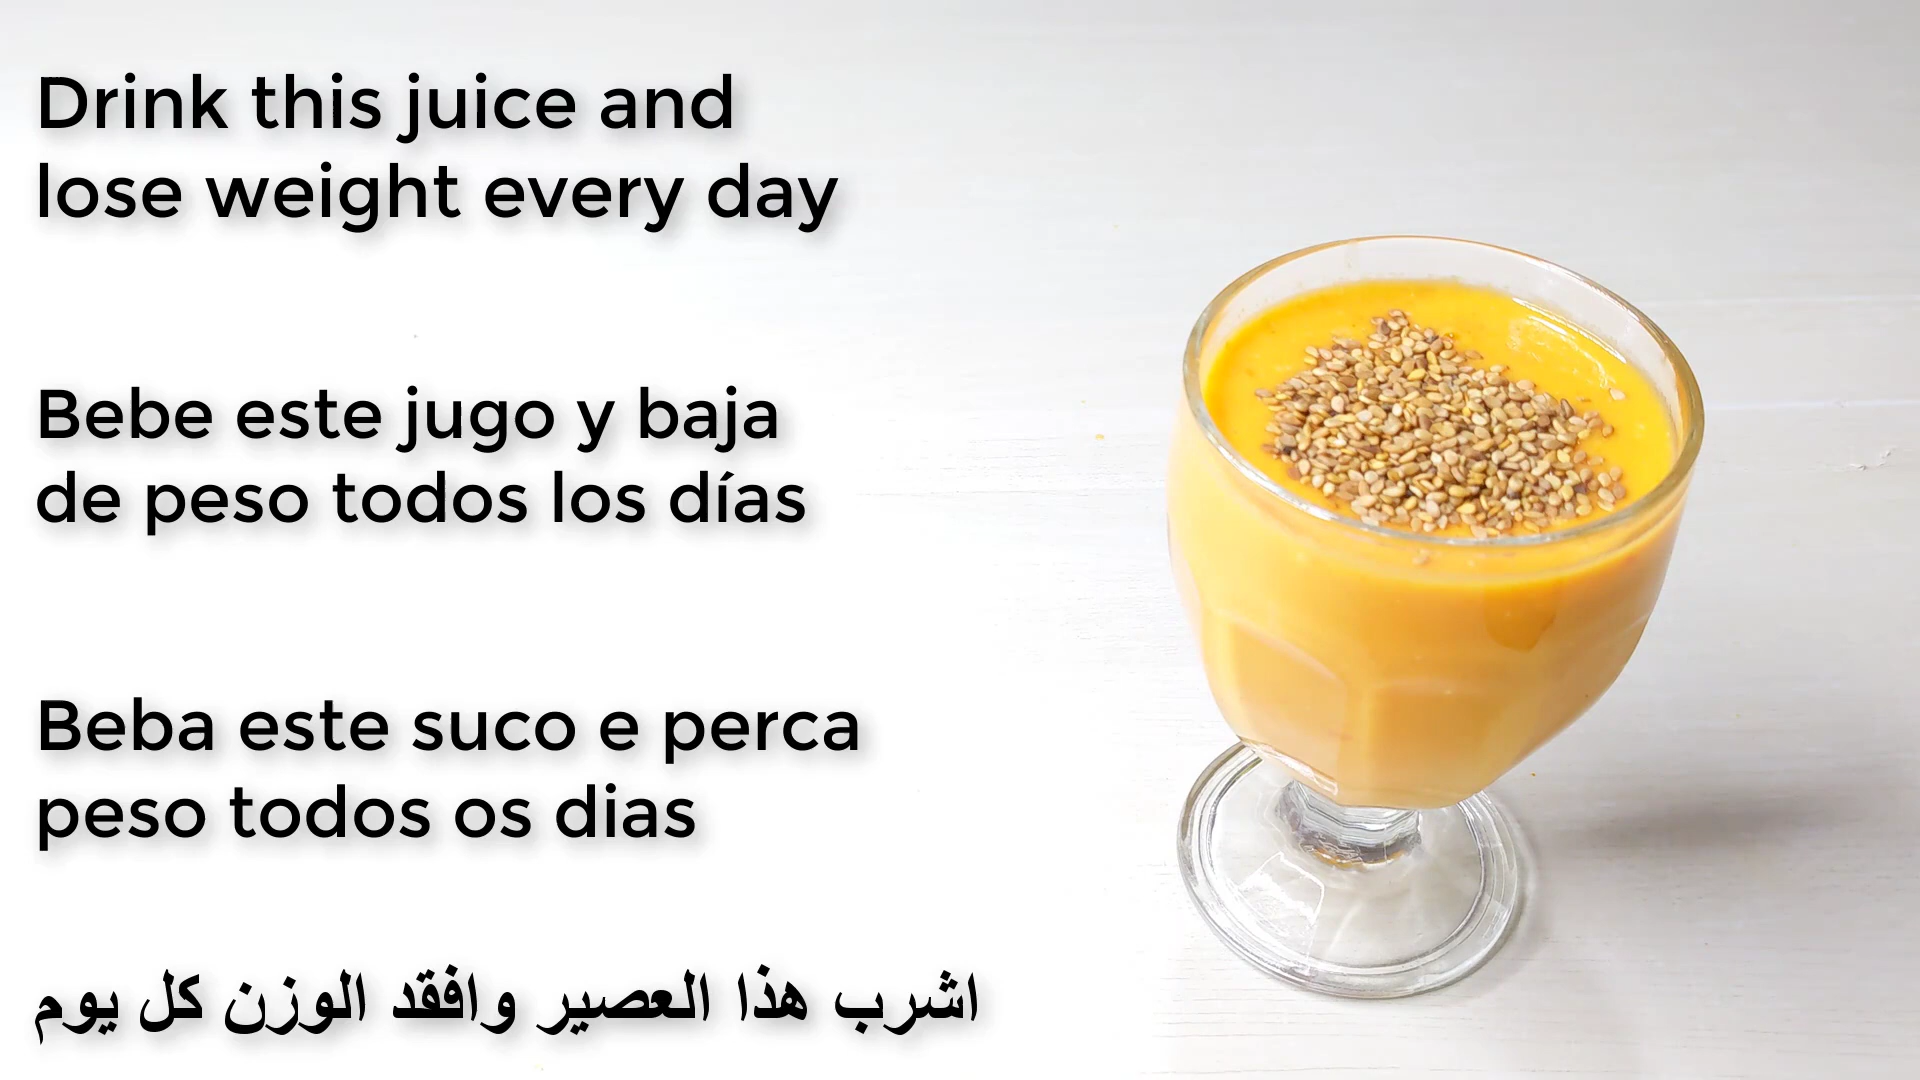 Drink this juice and
lose weight every day
Bebe este jugo y baja
de peso todos los días
Beba este suco e perca
peso todos os dias
اشرب هذا العصير وافقد الوزن كل يوم